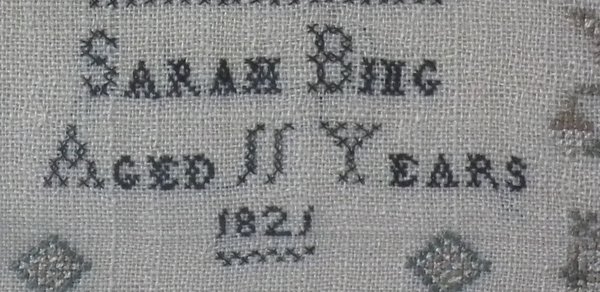 SARAH BING
AGED 11 YEARS
1821